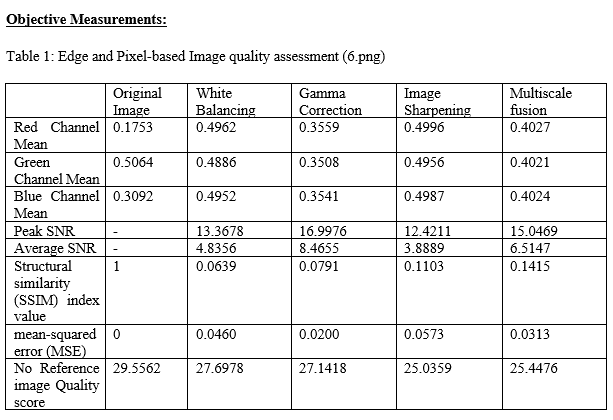 Objective Measurements:
Table 1: Edge and Pixel-based Image quality assessment (6.png)
Original Image White Balancing Gamma Correction Image Sharpening Multiscale fusion
Red Channel Mean 0.1753 0.4962 0.3559 0.4996 0.4027
Green Channel Mean 0.5064 0.4886 0.3508 0.4956 0.4021
Blue Channel Mean 0.3092 0.4952 0.3541 0.4987 0.4024
Peak SNR - 13.3678 16.9976 12.4211 15.0469
Average SNR - 4.8356 8.4655 3.8889 6.5147
Structural similarity (SSIM) index value 1 0.0639 0.0791 0.1103 0.1415
mean-squared error (MSE) 0 0.0460 0.0200 0.0573 0.0313
No Reference image Quality score 29.5562 27.6978 27.1418 25.0359 25.4476